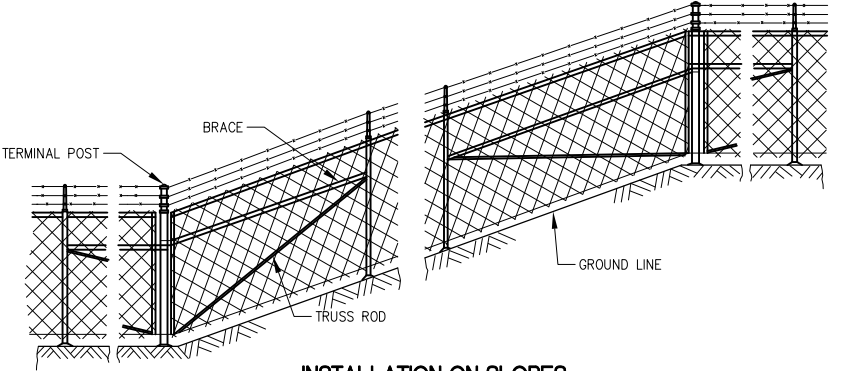 BRACE
TERMINAL POST
GROUND LINE
TRUSS ROD
INSTALLATION ON SLOPES